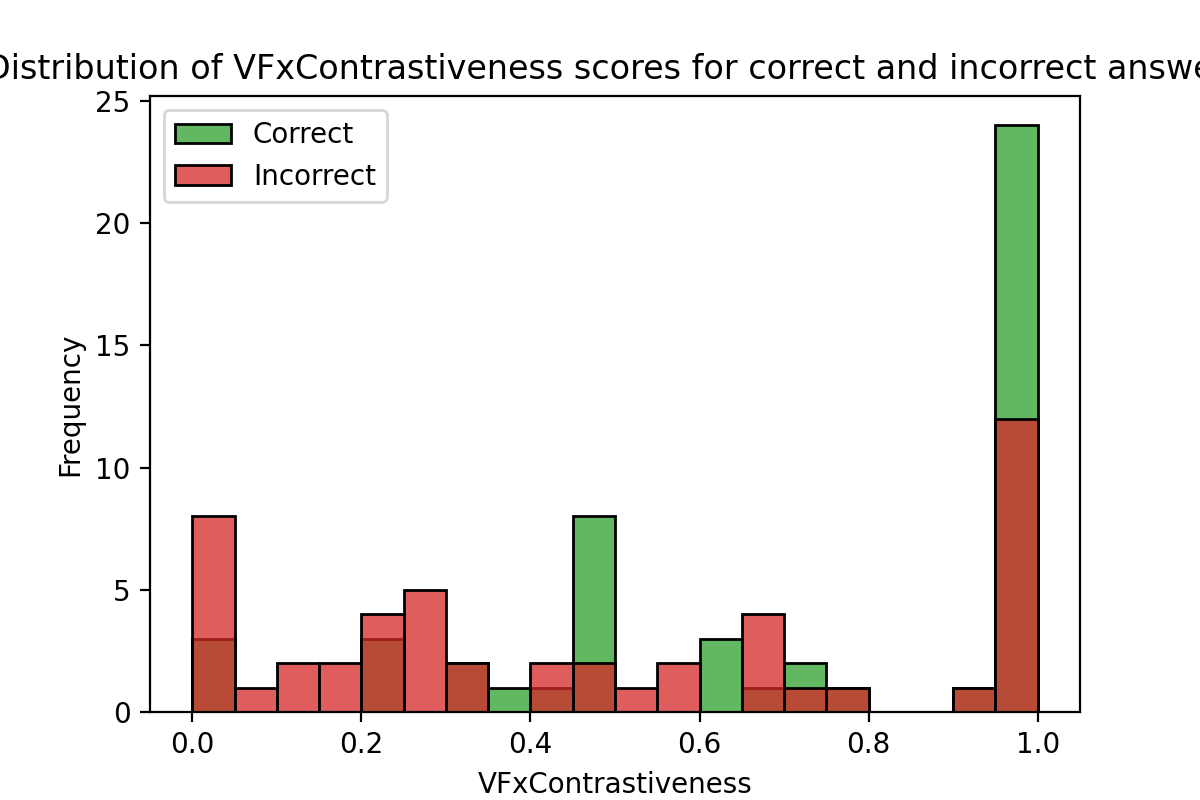 Distribution of VFxContrastiveness scores for correct and incorrect answe
Correct
Incorrect
25
20
15
10
5
0
Frequency
0.0 0.2 0.4 0.6 0.8 1.0
VFxContrastiveness